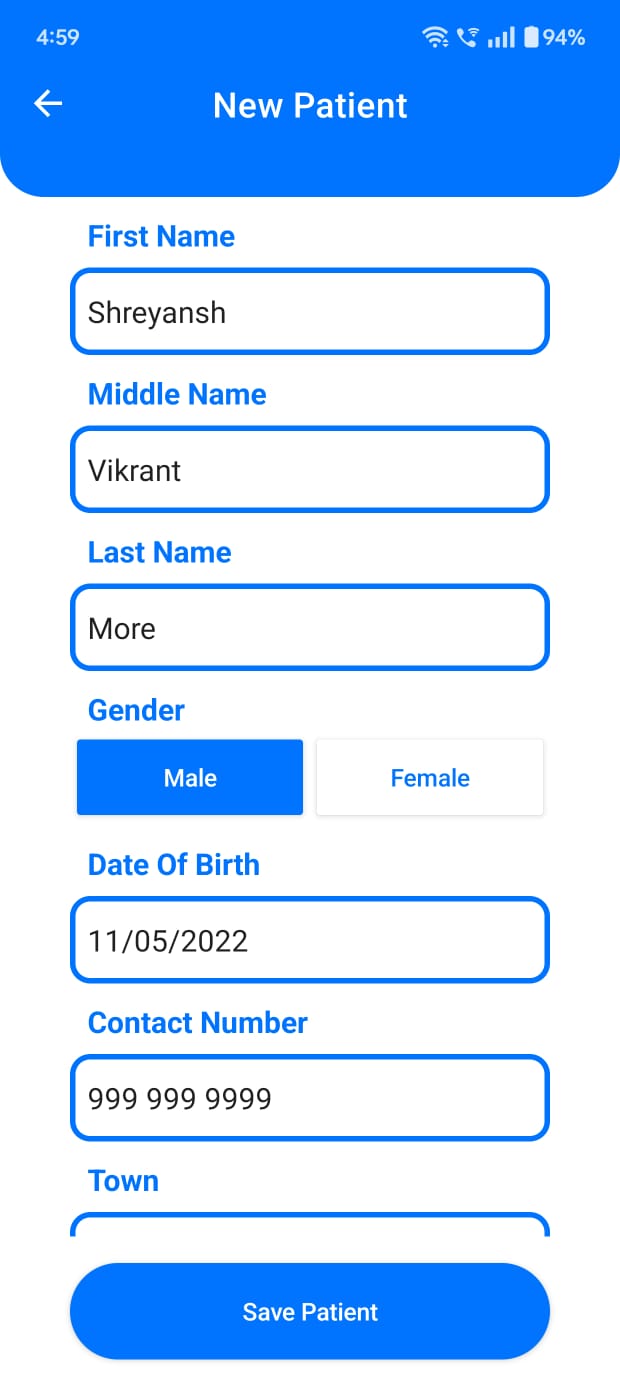 4:59 94%
New Patient
First Name
Shreyansh
Middle Name
Vikrant
Last Name
More
Gender
Male Female
Date Of Birth
11/05/2022
Contact Number
999 999 9999
Town
Save Patient